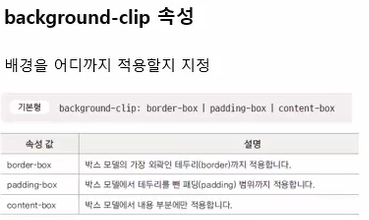 background-clip 속성
배경을 어디까지 적용할지 지정
기본형 background-clip: border-box | padding-box | content-box
속성 값 설명
border-box 박스 모델의 가장 외곽인 테두리(border)까지 적용합니다.
padding-box 박스 모델에서 테두리를 뺀 패딩(padding) 범위까지 적용합니다.
content-box 박스 모델에서 내용 부분에만 적용합니다.